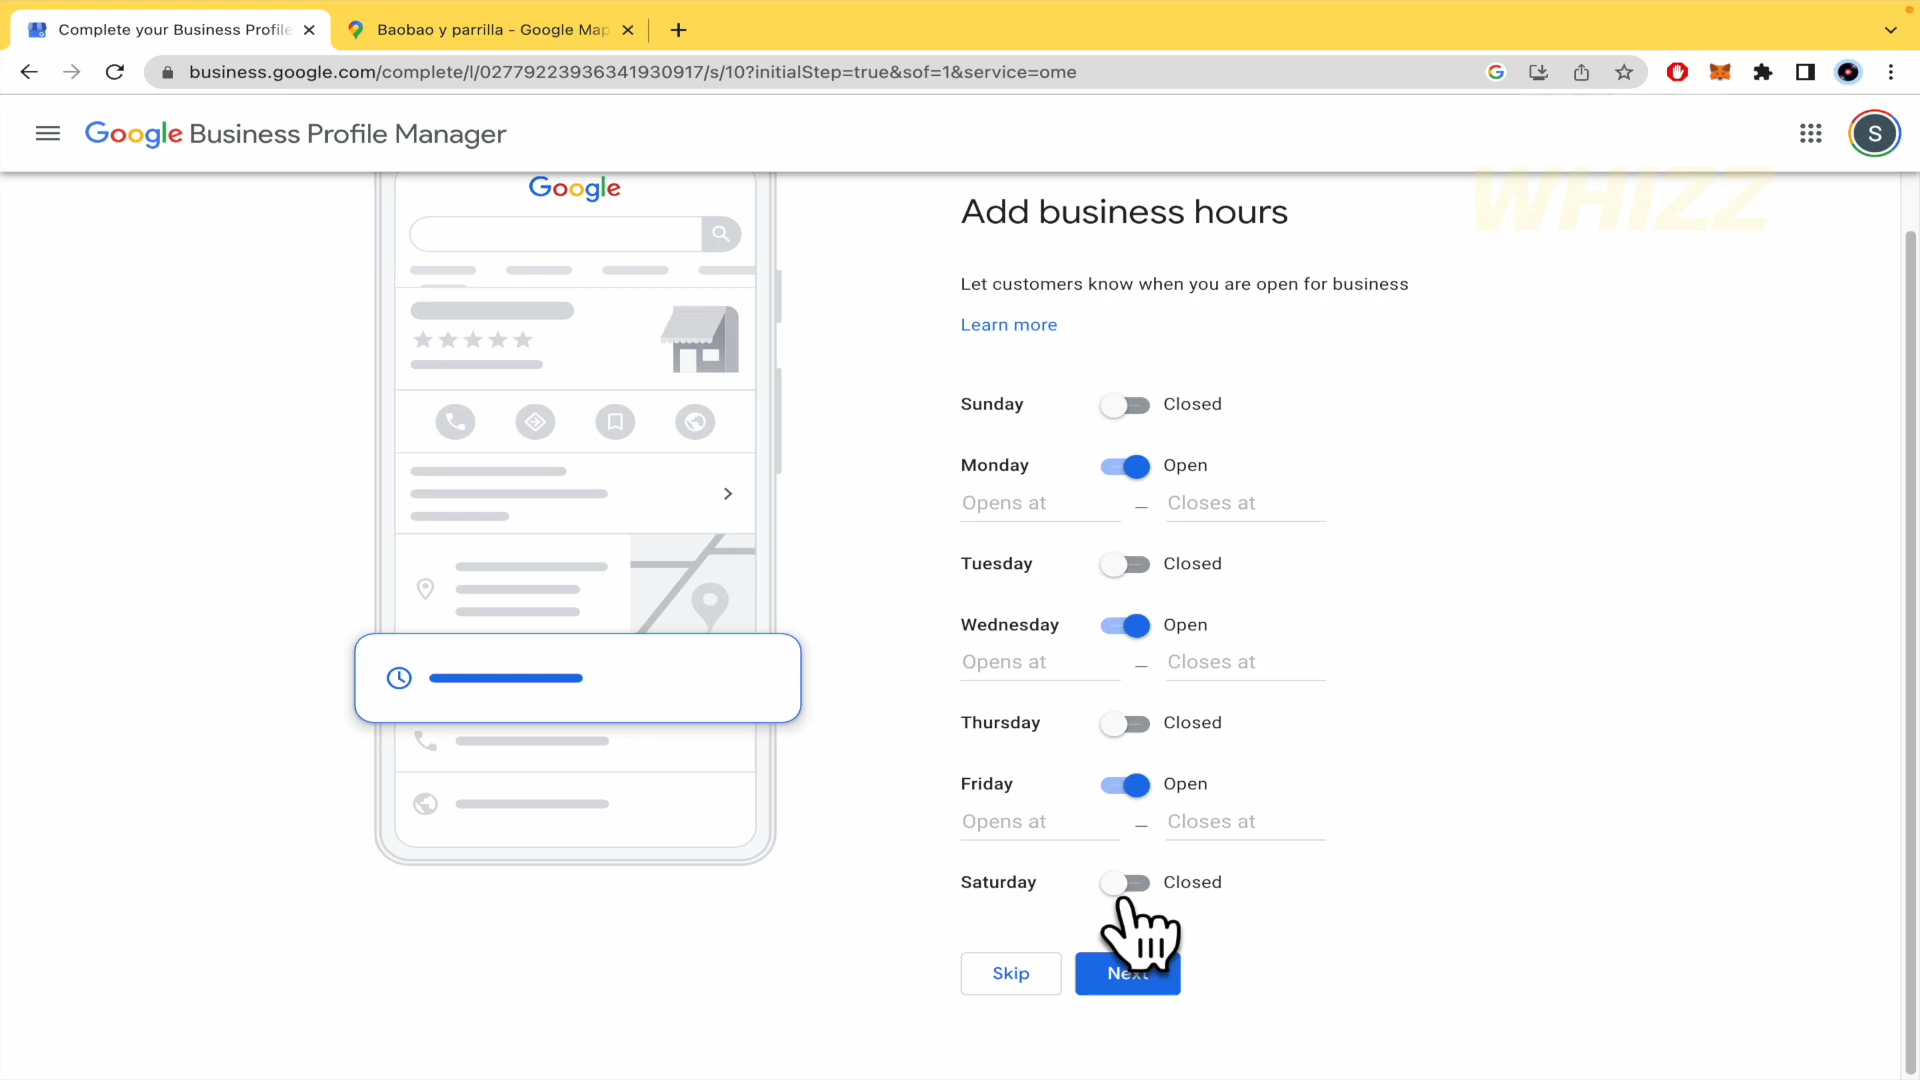 Complete your Business Profile
Baobao y parrilla - Google Map
business.google.com/complete/l/02779223936341930917/s/10?initialStep=true&sof=1&service=ome
Google Business Profile Manager
S
WHIZZ
Google
Add business hours
Let customers know when you are open for business
Learn more
Sunday Closed
Monday Open
Opens at – Closes at
Tuesday Closed
Wednesday Open
Opens at – Closes at
Thursday Closed
Friday Open
Opens at – Closes at
Saturday Closed
Skip Next